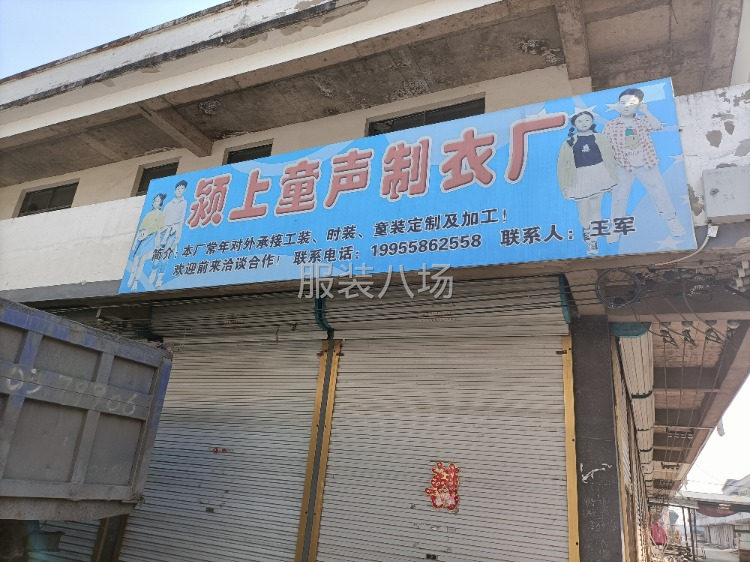 颍上童声制衣厂
简介:本厂常年对外承接工装、时装、童装定制及加工!
欢迎前来洽谈合作! 联系电话:19955862558 联系人:王军
服装八场